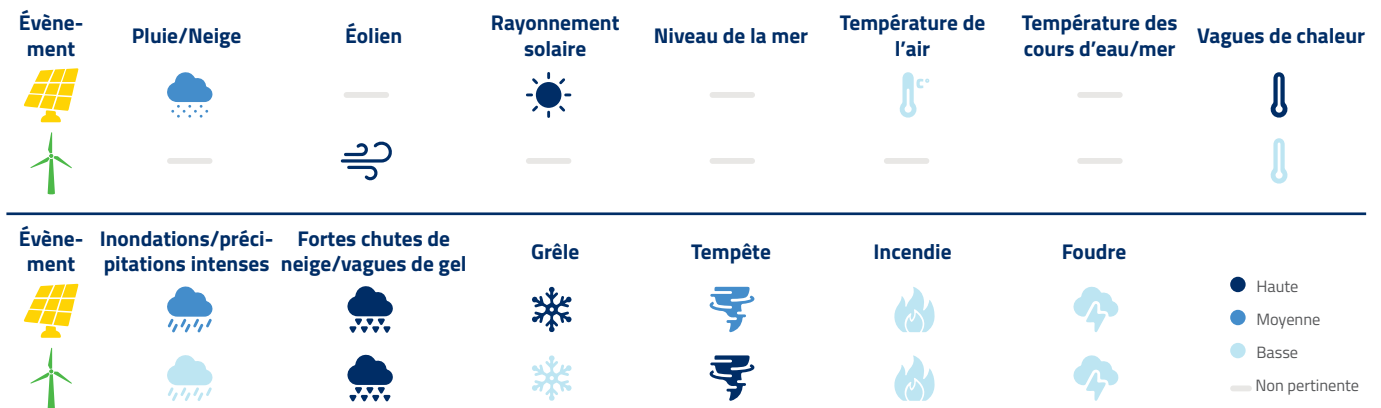 Évène-
ment
Pluie/Neige
Éolien
Rayonnement
solaire
Niveau de la mer
Température de
l’air
Température des
cours d’eau/mer
Vagues de chaleur
C°
Évène-
ment
Inondations/préci-
pitations intenses
Fortes chutes de
neige/vagues de gel
Grêle
Tempête
Incendie
Foudre
Haute
Moyenne
Basse
Non pertinente